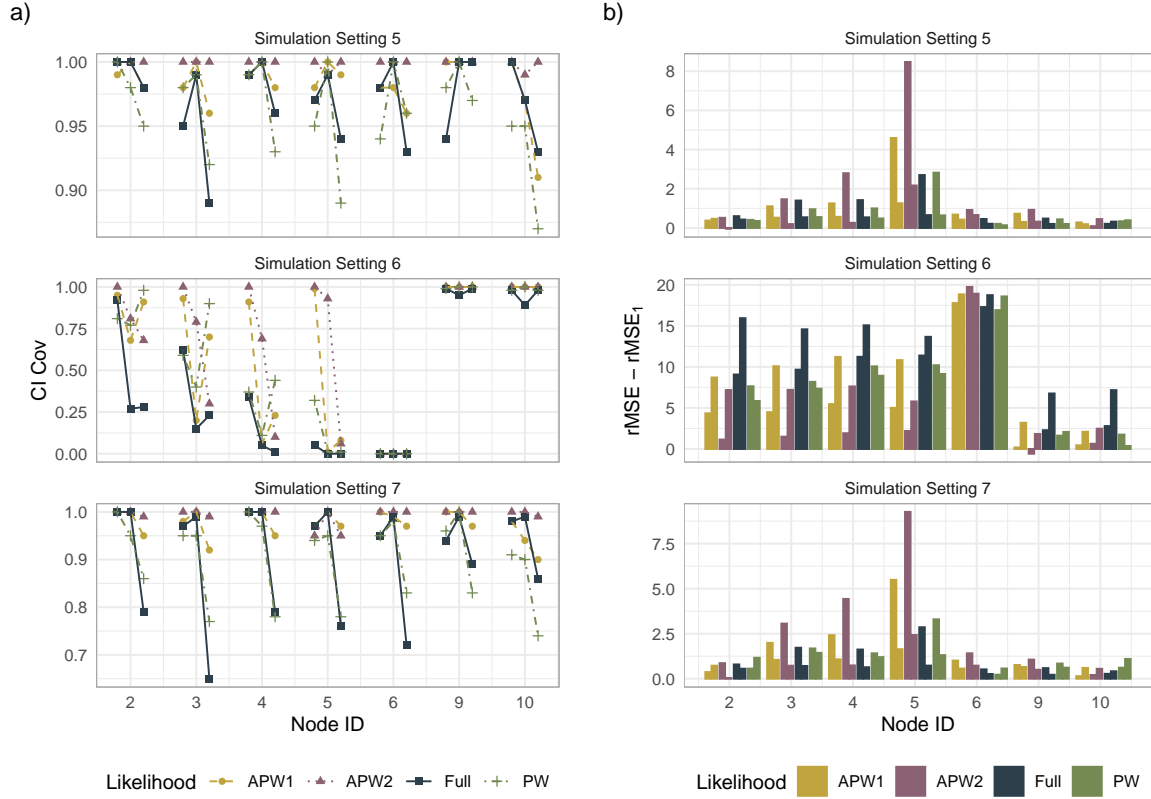 a)
Simulation Setting 5
1.00
0.95
0.90
Simulation Setting 6
1.00
0.75
0.50
0.25
0.00
Simulation Setting 7
1.0
0.9
0.8
0.7
CI Cov
2 3 4 5 6 9 10
Node ID
Likelihood APW1 APW2 Full PW
b)
Simulation Setting 5
8
6
4
2
0
Simulation Setting 6
20
15
10
5
0
Simulation Setting 7
7.5
5.0
2.5
0.0
rMSE − rMSE₁
2 3 4 5 6 9 10
Node ID
Likelihood APW1 APW2 Full PW